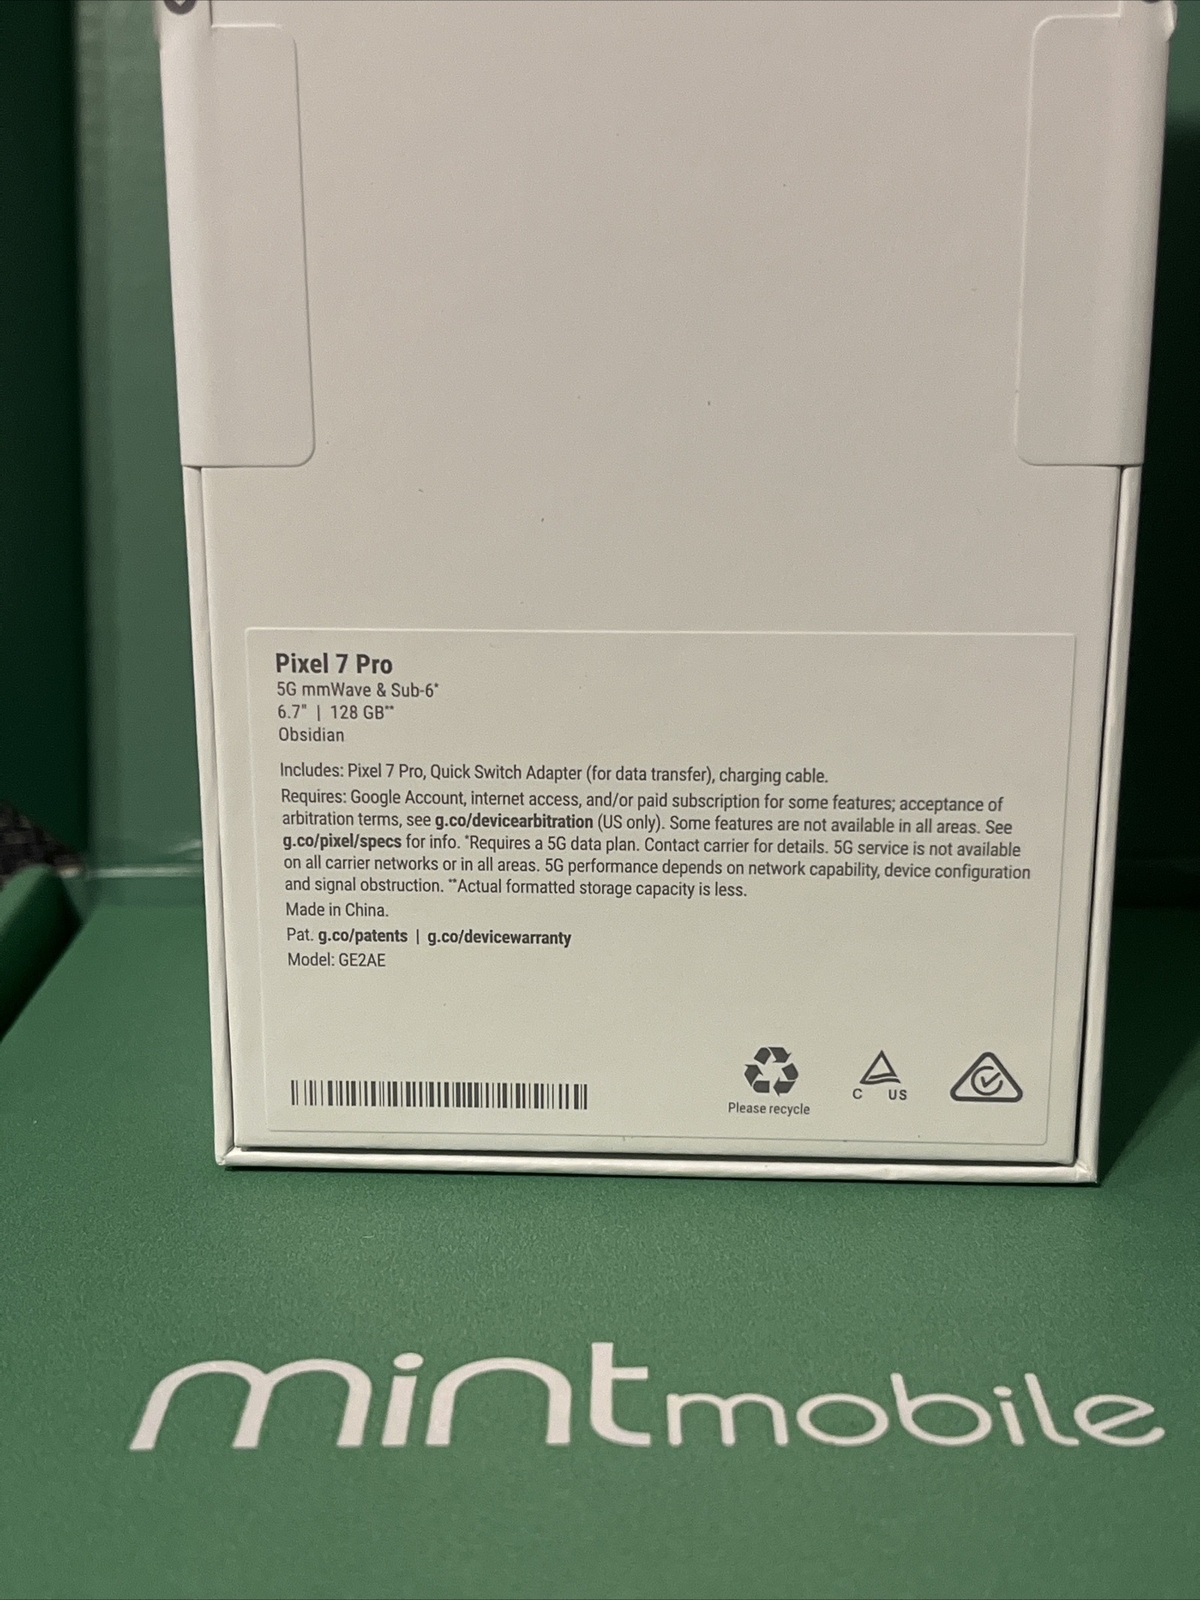 Pixel 7 Pro
5G mmWave & Sub-6*
6.7" | 128 GB**
Obsidian
Includes: Pixel 7 Pro, Quick Switch Adapter (for data transfer), charging cable.
Requires: Google Account, internet access, and/or paid subscription for some features; acceptance of
arbitration terms, see g.co/devicearbitration (US only). Some features are not available in all areas. See
g.co/pixel/specs for info. *Requires a 5G data plan. Contact carrier for details. 5G service is not available
on all carrier networks or in all areas. 5G performance depends on network capability, device configuration
and signal obstruction. **Actual formatted storage capacity is less.
Made in China.
Pat. g.co/patents | g.co/devicewarranty
Model: GE2AE
C US
Please recycle
mintmobile